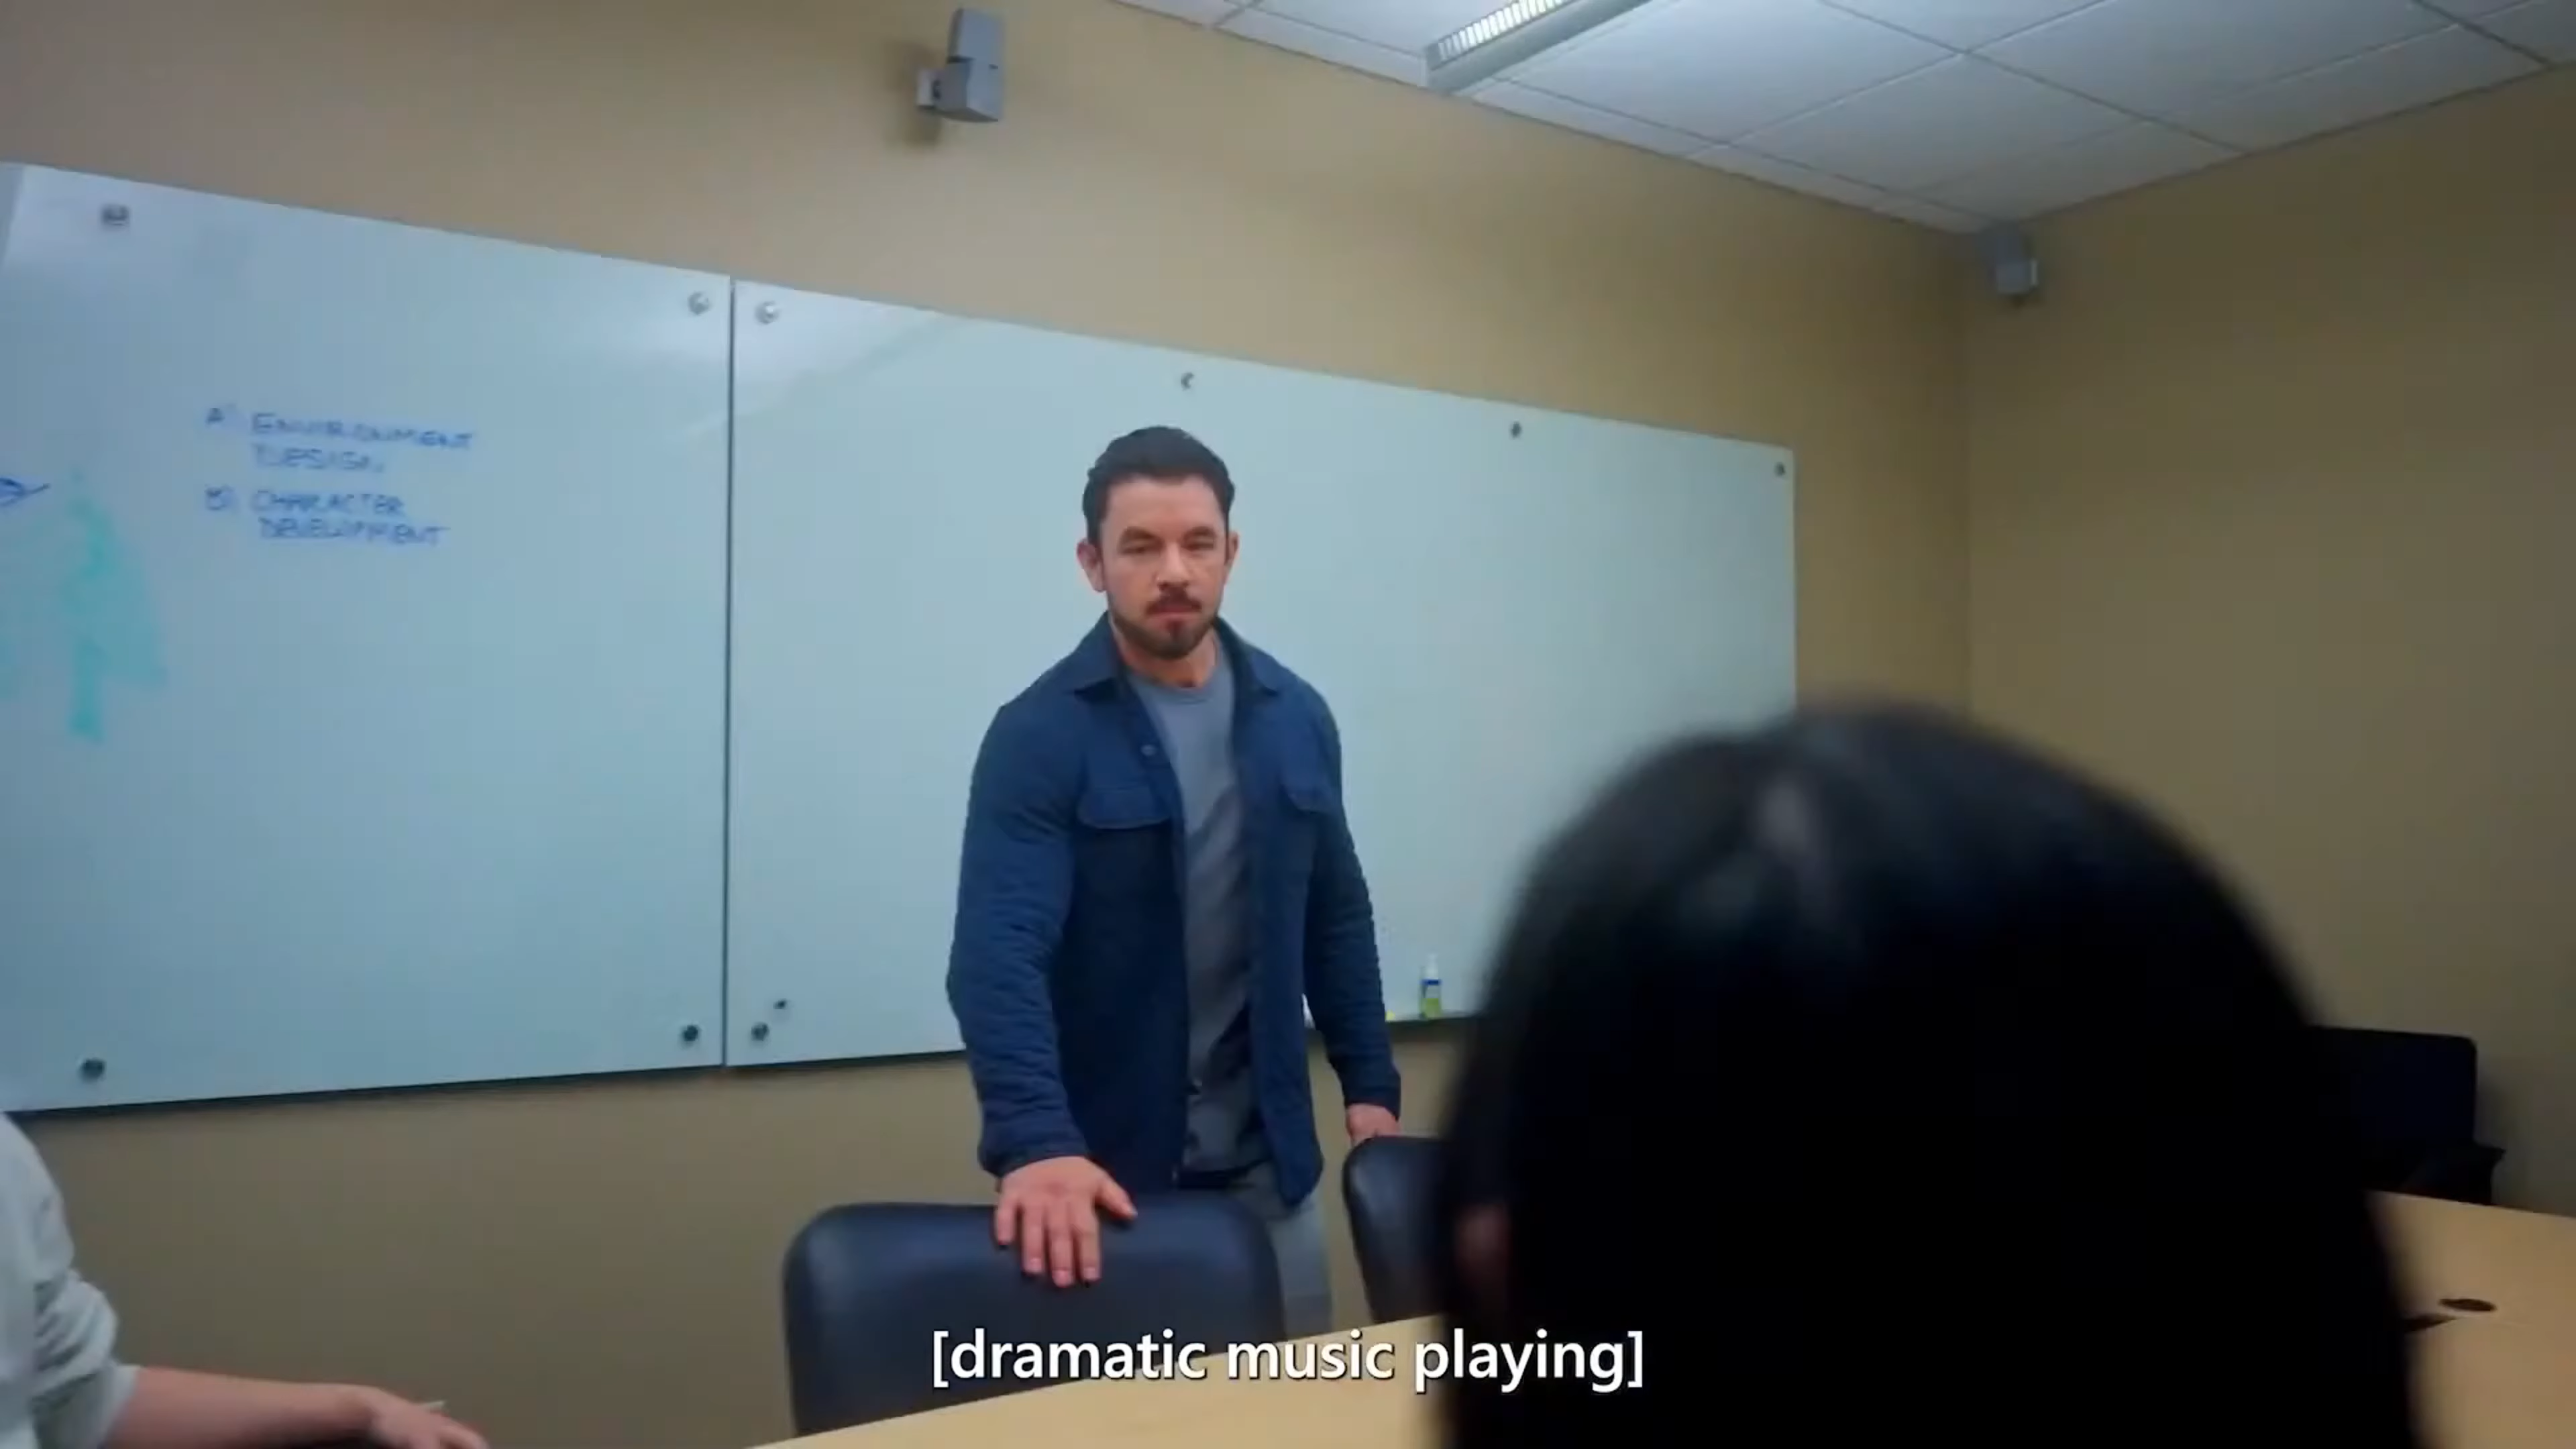 A) ENVIRONMENT
DESIGN
B) CHARACTER
DEVELOPMENT
[dramatic music playing]